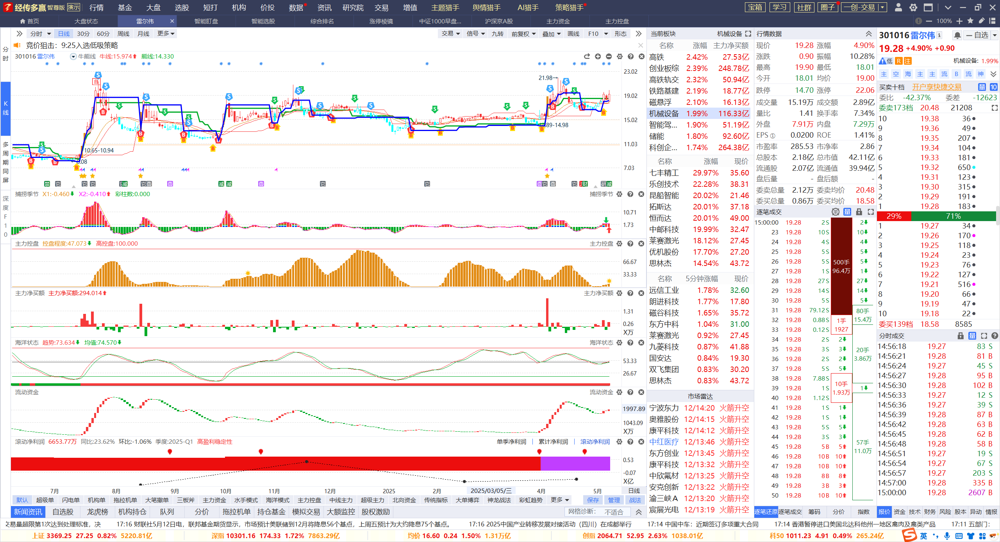 经传多赢 智尊版 演示 行情 基金 大盘 选股 短打 机构 价投 数据 资讯 研究院 交易 增值 主题猎手 舆情猎手 AI猎手 策略猎手 宝箱 学习 社群 圈子 一创-交易
首页 大盘状态 雷尔伟 智能盯盘 智能选股 综合排名 涨停棱镜 中证1000早盘... 沪深京A股 主力资金 主力控盘 100%
分时 日线 30分 60分 周线 月线 更多 交易 信号 九转 前复权 叠加 画线 F10 形态
竞价狙击：9:25入选低吸策略
301016 雷尔伟 牛熊线 牛线:15.974 熊线:14.330
分时
K线
多周期同屏
深度F10
23.02
19.02
15.02
11.03
7.03
21.98
10.65-10.94
8.08
89-14.98
捕捞季节 X1:-0.460 X2:-0.410 彩柱数:0.000 捕捞季节
10.71
1.73
主力控盘 控盘程度:47.073 高控盘:100.000 主力控盘
66.67
33.33
主力净买额 主力净买额:294.014 主力净买额
1.31
0.26
X万
海洋状态 趋势:73.634 均值:74.570 海洋状态
53.33
26.67
流动资金 流动资金
1997.89
1043.09
X万
滚动净利润 6653.77万 同比:23.62% 环比:-1.06% 季度:2025-Q1 高盈利稳定性 单季净利润 累计净利润 滚动净利润
0.53
-0.07
X亿
7月 8月 9月 10月 11月 12月 2025 2月 2025/03/05/三 4月 5月 日线
默认 超级单 闪电单 机构单 拖拉机单 大笔撤单 三板斧 主力资金 水手模式 海洋模式 主力控盘 中线主力 超级主力 北向资金 传统指标 大单博弈 神龙战法 彩虹趋势 更多 保存 管理 战法
新闻资讯 自选股 龙虎榜 机构持仓 队列 分价 拖拉机单 持仓基金 模拟交易 大额监控 股权激励 网格诊断： 不适合
当前板块 机械设备
名称 涨幅 主力净买额
高铁 2.42% 27.53亿
创业板综 2.39% 248.78亿
高铁轨交 2.32% 50.94亿
铁路基建 2.19% 18.77亿
磁悬浮 2.10% 16.13亿
机械设备 1.99% 116.33亿
智能驾... 1.90% 51.19亿
储能 1.80% 92.60亿
科创企... 1.74% 264.38亿
名称 涨幅 现价
七丰精工 29.97% 35.60
乐创技术 22.28% 38.31
昆船智能 20.02% 21.46
拓斯达 20.01% 37.18
恒而达 20.01% 49.00
中邮科技 19.99% 32.47
莱赛激光 18.12% 27.45
优机股份 17.70% 27.20
思林杰 14.54% 43.72
名称 5分钟涨幅 现价
远信工业 1.78% 32.60
朗进科技 1.77% 17.80
磁谷科技 1.65% 35.72
东方中科 1.04% 31.00
莱赛激光 0.92% 27.45
九菱科技 0.87% 41.88
国安达 0.84% 19.30
双飞集团 0.83% 30.20
思林杰 0.83% 43.72
市场雷达
宁波东力 12/14:20 火箭升空
奥雅股份 12/14:15 火箭升空
康平科技 12/14:12 火箭升空
中红医疗 12/13:46 火箭升空
东方创业 12/13:45 火箭升空
康平科技 12/13:32 火箭升空
中欣氟材 12/13:25 火箭升空
安克创新 12/13:22 火箭升空
渝三峡A 12/13:20 火箭升空
宸展光电 12/13:19 火箭升空
行情数据
现价 19.28 涨幅 4.90%
涨跌 0.90 振幅 10.28%
最高 19.90 最低 18.01
今开 18.01 均价 19.00
跌停 14.70 涨停 22.06
成交量 15.19万 成交额 2.89亿
量比 1.41 换手率 7.34%
外盘 7.91万 内盘 7.29万
EPS① 0.0200 ROE 1.41%
市盈率 285.53 市净率 2.86
总股本 2.18亿 总市值 42.11亿
流通股 2.07亿 流通值 39.94亿
盘后量 - 盘后额 -
委卖总量 2.12万 委卖均价 20.48
委买总量 0.86万 委买均价 18.58
逐笔成交 单 量
15:00:00 19.28 2S 2
23 19.28 10S 10
24 19.28 4S 4
25 19.28 5S 5
26 19.28 5S 5
27 19.28 1S 1
28 19.28 27S 27
29 19.28 14S 14
30 19.28 5S 5
31 19.28 79.12S
32 19.28 0.88S
33 19.28 0.12S
34 19.28 2S 2
35 19.28 3S 3
36 19.28 2S 2
37 19.28 5S 5
38 19.28 7.88S
39 19.28 1S 1
40 19.28 1.12S
41 19.28 1S 1
42 19.28 1S 1
43 19.28 5S 5
44 19.28 3S 3
45 19.28 5B 5
46 19.28 10B 10
47 19.28 10B 10
48 19.28 8B 8
49 19.28 3B 3
50 19.28 10B 10
500手
96.4万
1手
1927
10手
1.93万
80手
15.4万
20手
3.86万
57手
11.0万
逐笔还原 逐笔成交 筹码 分价 指数
301016 雷尔伟 自选
19.28 +4.90% +0.90
低 R 注 机械设备: 1.99%
主 空 海 主 主 流 B 流 神
买卖十档 开户享快捷交易 量 10
委比 -42.37% 委差 -12623
委卖173档 20.48 21208
10 19.38 36
9 19.36 49
8 19.35 207
7 19.34 104
6 19.33 181
5 19.32 650
4 19.31 123
3 19.30 315
2 19.29 191
1 19.28 183
29% 71%
1 19.27 34
2 19.26 170
3 19.25 118
4 19.24 23
5 19.23 76
6 19.22 127
7 19.21 516
8 19.20 66
9 19.19 47
10 19.18 22
委买139档 18.58 8585
分时成交 量
14:56:18 19.27 83 S
14:56:21 19.28 81 B
14:56:24 19.27 45 S
14:56:27 19.28 95 B
14:56:30 19.28 102 B
14:56:33 19.27 12 S
14:56:36 19.27 39 S
14:56:39 19.28 87 B
14:56:42 19.28 63 B
14:56:45 19.28 62 B
14:56:48 19.28 58 B
14:56:51 19.27 19 S
14:56:54 19.27 67 S
14:56:57 19.27 203 S
14:57:00 19.28 335 B
15:00:00 19.28 2607 B
报价 资金 技术 财务 风险 股本 异动 情报
交易量超限第1次达到处理标准，决 17:16 财联社5月12日电，联邦基金期货显示，市场预计美联储到12月将降息56个基点，上周五预计为大约降息75个基点。 17:16 2025中国产业转移发展对接活动（四川）在成都举行 17:14 中国中车：近期签订多项重大合同 17:14 香港暂停进口美国北达科他州一地区禽肉及禽类产品 17:11 五部门：
上证 3369.25 27.25 0.82% 5220.81亿 深指 10301.16 174.33 1.72% 7863.29亿 均价 16.60 0.24 1.50% 1.31万亿 创指 2064.71 52.95 2.63% 1038.01亿 科50 1011.23 4.91 0.49% 265.24亿 英